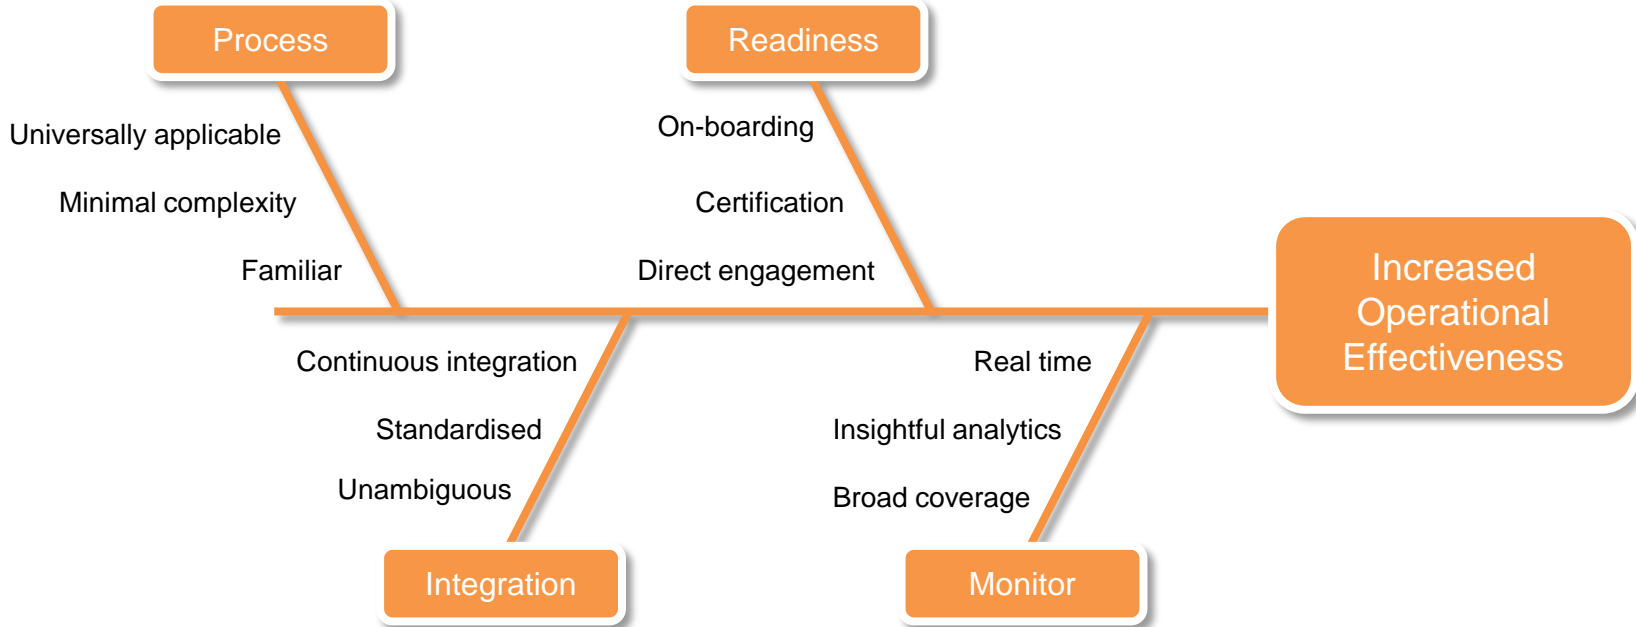 Process
Readiness
Universally applicable
On-boarding
Minimal complexity
Certification
Familiar
Direct engagement
Increased
Operational
Effectiveness
Continuous integration
Real time
Standardised
Insightful analytics
Unambiguous
Broad coverage
Integration
Monitor